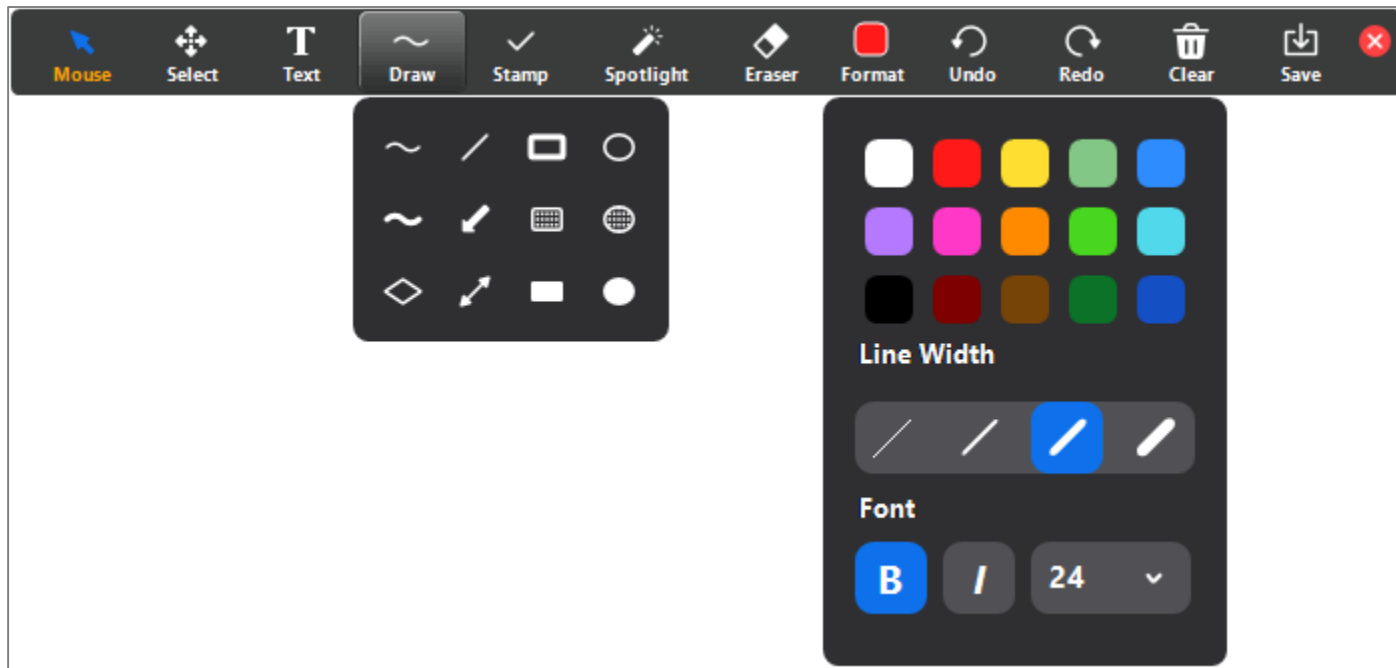 Mouse Select Text Draw Stamp Spotlight Eraser Format Undo Redo Clear Save
Line Width
Font
B I 24